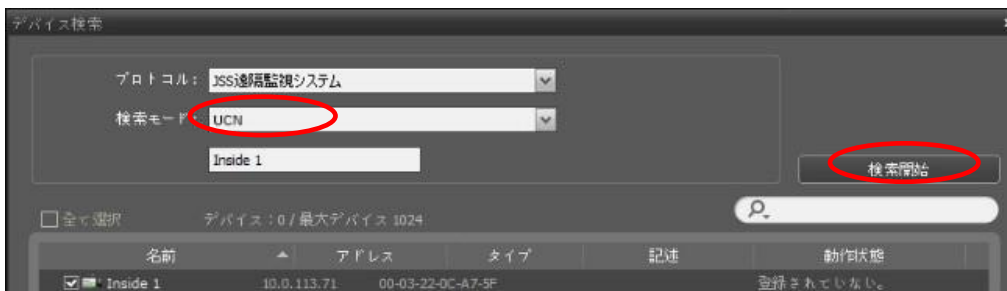 デバイス検索
プロトコル: JSS遠隔監視システム
検索モード: UCN
Inside 1
検索開始
全て選択 デバイス:0/最大デバイス 1024
名前 アドレス タイプ 記述 動作状態
Inside 1 10.0.113.71 00-03-22-0C-A7-5F 登録されていない。